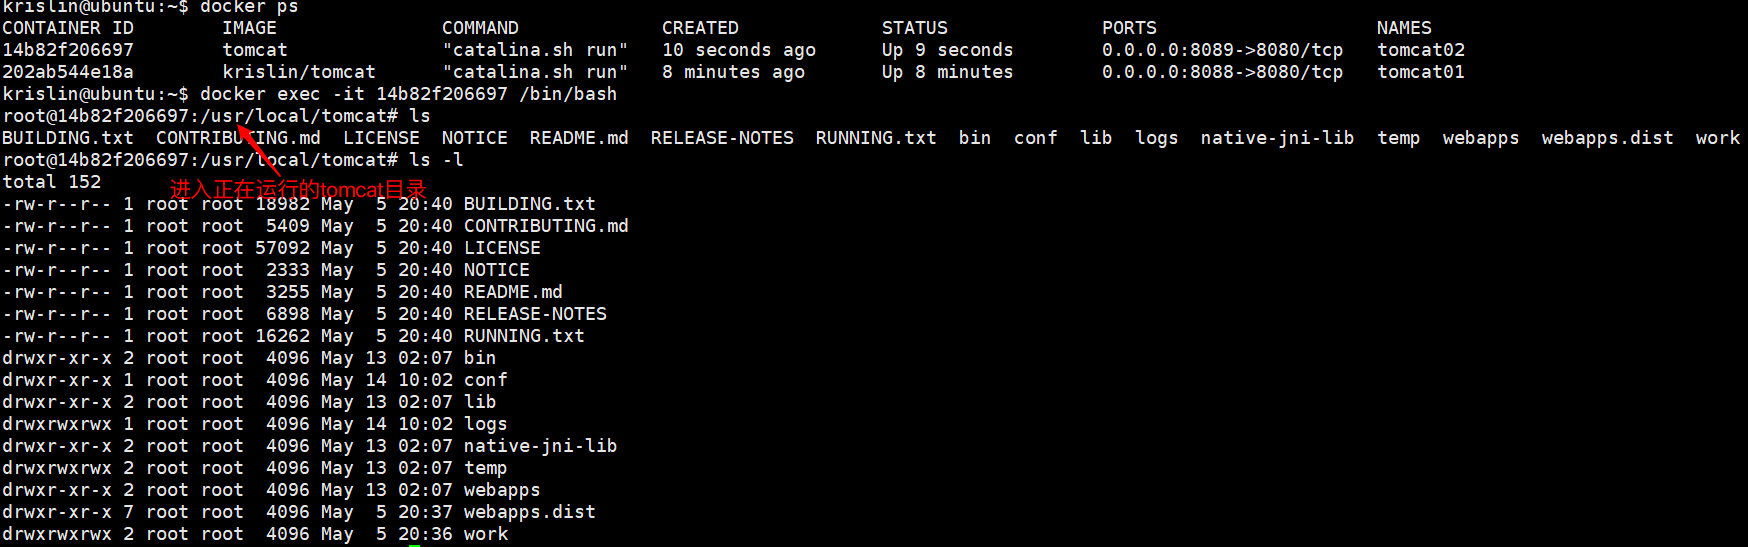 krislin@ubuntu:~$ docker ps
CONTAINER ID        IMAGE               COMMAND             CREATED             STATUS              PORTS                    NAMES
14b82f206697        tomcat              "catalina.sh run"   10 seconds ago      Up 9 seconds        0.0.0.0:8089->8080/tcp   tomcat02
202ab544e18a        krislin/tomcat      "catalina.sh run"   8 minutes ago       Up 8 minutes        0.0.0.0:8088->8080/tcp   tomcat01
krislin@ubuntu:~$ docker exec -it 14b82f206697 /bin/bash
root@14b82f206697:/usr/local/tomcat# ls
BUILDING.txt  CONTRIBUTING.md  LICENSE  NOTICE  README.md  RELEASE-NOTES  RUNNING.txt  bin  conf  lib  logs  native-jni-lib  temp  webapps  webapps.dist  work
root@14b82f206697:/usr/local/tomcat# ls -l
total 152
进入正在运行的tomcat目录
-rw-r--r-- 1 root root 18982 May  5 20:40 BUILDING.txt
-rw-r--r-- 1 root root  5409 May  5 20:40 CONTRIBUTING.md
-rw-r--r-- 1 root root 57092 May  5 20:40 LICENSE
-rw-r--r-- 1 root root  2333 May  5 20:40 NOTICE
-rw-r--r-- 1 root root  3255 May  5 20:40 README.md
-rw-r--r-- 1 root root  6898 May  5 20:40 RELEASE-NOTES
-rw-r--r-- 1 root root 16262 May  5 20:40 RUNNING.txt
drwxr-xr-x 2 root root  4096 May 13 02:07 bin
drwxr-xr-x 1 root root  4096 May 14 10:02 conf
drwxr-xr-x 2 root root  4096 May 13 02:07 lib
drwxrwxrwx 1 root root  4096 May 14 10:02 logs
drwxr-xr-x 2 root root  4096 May 13 02:07 native-jni-lib
drwxrwxrwx 2 root root  4096 May 13 02:07 temp
drwxr-xr-x 2 root root  4096 May 13 02:07 webapps
drwxr-xr-x 7 root root  4096 May  5 20:37 webapps.dist
drwxrwxrwx 2 root root  4096 May  5 20:36 work